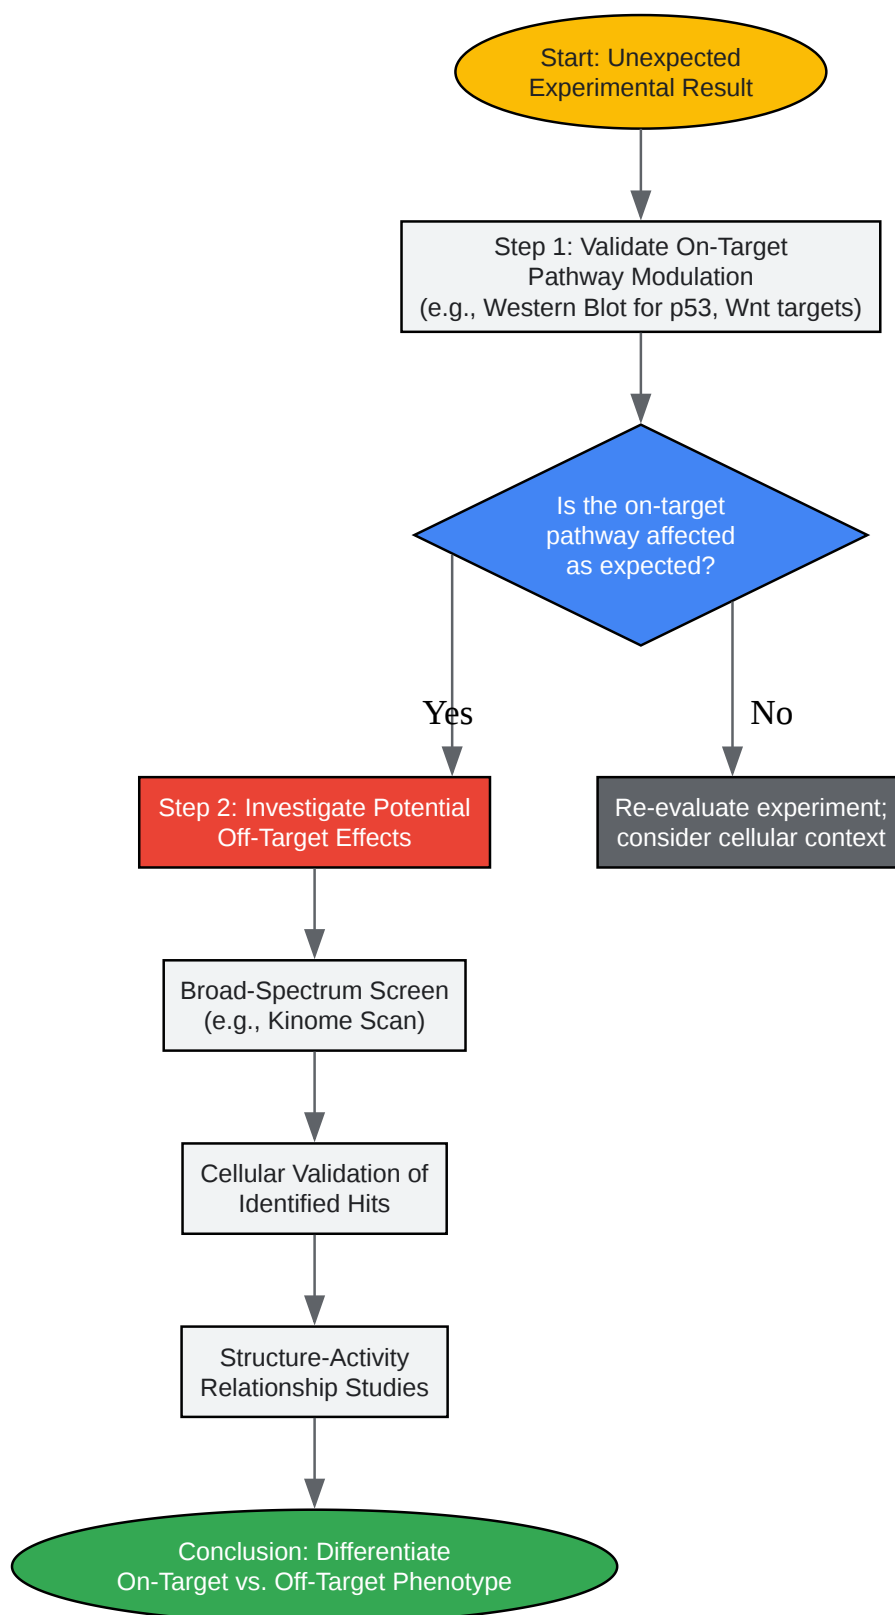 Start: Unexpected
Experimental Result
Step 1: Validate On-Target
Pathway Modulation
(e.g., Western Blot for p53, Wnt targets)
Is the on-target
pathway affected
as expected?
Yes
No
Step 2: Investigate Potential
Off-Target Effects
Re-evaluate experiment;
consider cellular context
Broad-Spectrum Screen
(e.g., Kinome Scan)
Cellular Validation of
Identified Hits
Structure-Activity
Relationship Studies
Conclusion: Differentiate
On-Target vs. Off-Target Phenotype